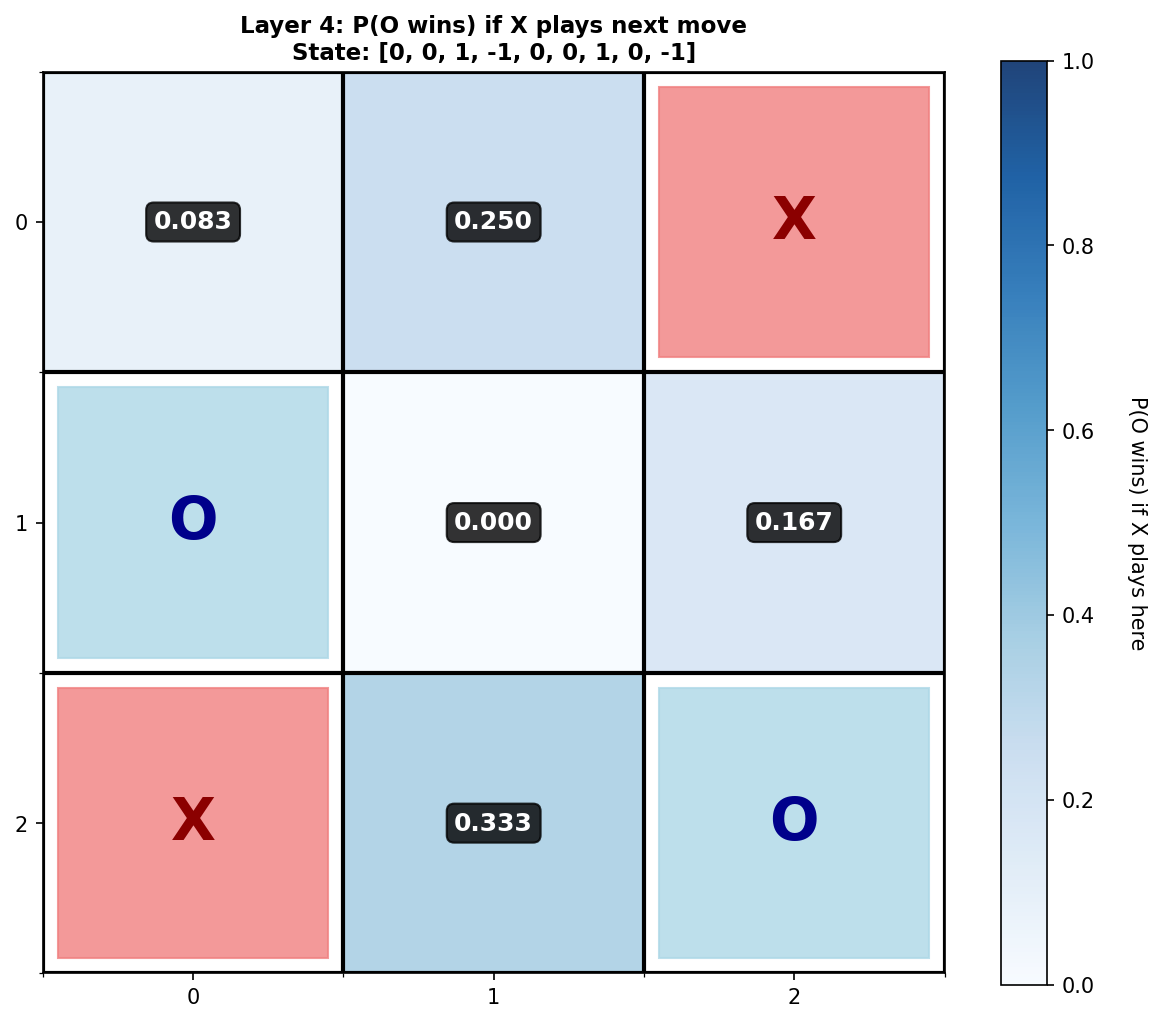 Layer 4: P(O wins) if X plays next move
State: [0, 0, 1, -1, 0, 0, 1, 0, -1]
0
0.083
0.250
X
1
O
0.000
0.167
2
X
0.333
O
0
1
2
1.0
0.8
0.6
0.4
0.2
0.0
P(O wins) if X plays here